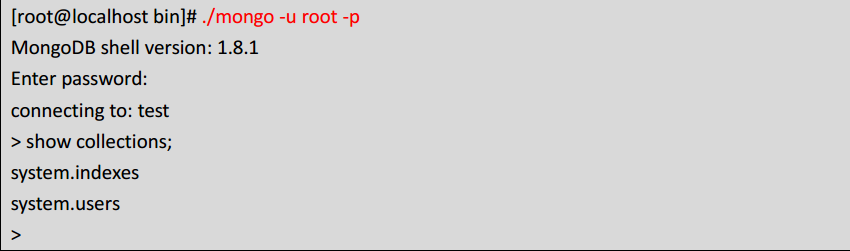 [root@localhost bin]# ./mongo -u root -p
MongoDB shell version: 1.8.1
Enter password:
connecting to: test
> show collections;
system.indexes
system.users
>